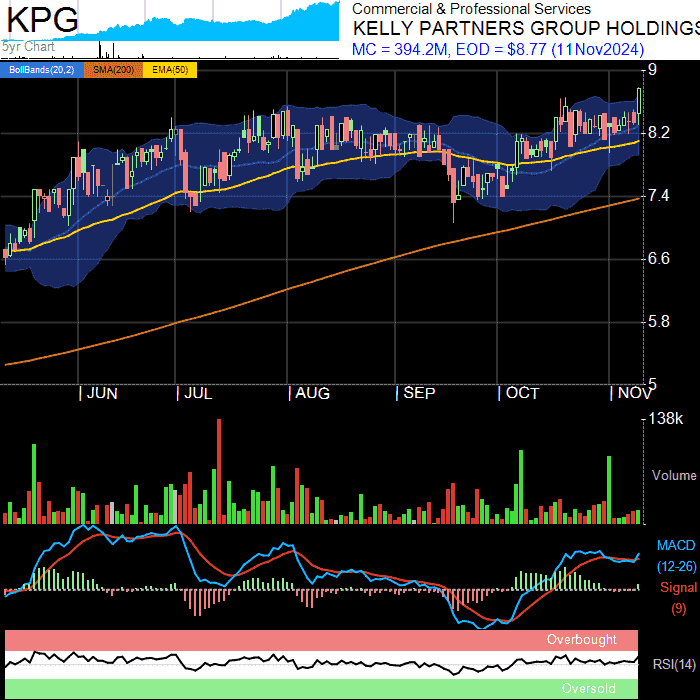 KPG
5yr Chart
Commercial & Professional Services
KELLY PARTNERS GROUP HOLDINGS
MC = 394.2M, EOD = $8.77 (11Nov2024)
BollBands(20,2) SMA(200) EMA(50)
9
8.2
7.4
6.6
5.8
5
JUN JUL AUG SEP OCT NOV
138k
Volume
MACD
(12-26)
Signal
(9)
Overbought
RSI(14)
Oversold